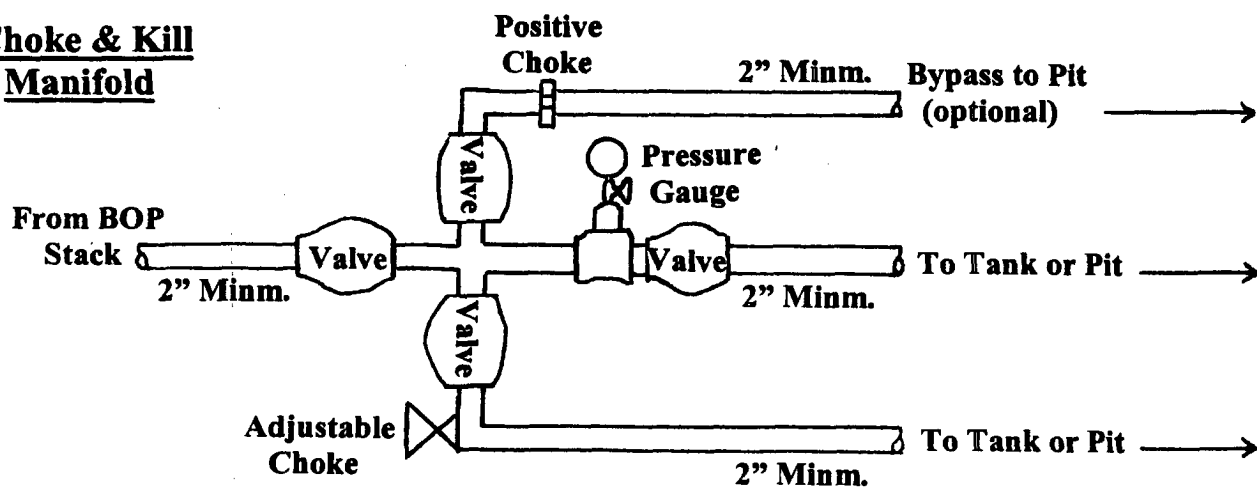 Choke & Kill
Manifold
Positive
Choke
2” Minm.
Bypass to Pit
(optional)
Valve
Pressure
Gauge
From BOP
Stack
2” Minm.
Valve
Valve
2” Minm.
To Tank or Pit
Valve
Adjustable
Choke
2” Minm.
To Tank or Pit